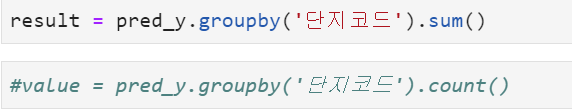 result = pred_y.groupby('단지코드').sum()
#value = pred_y.groupby('단지코드').count()